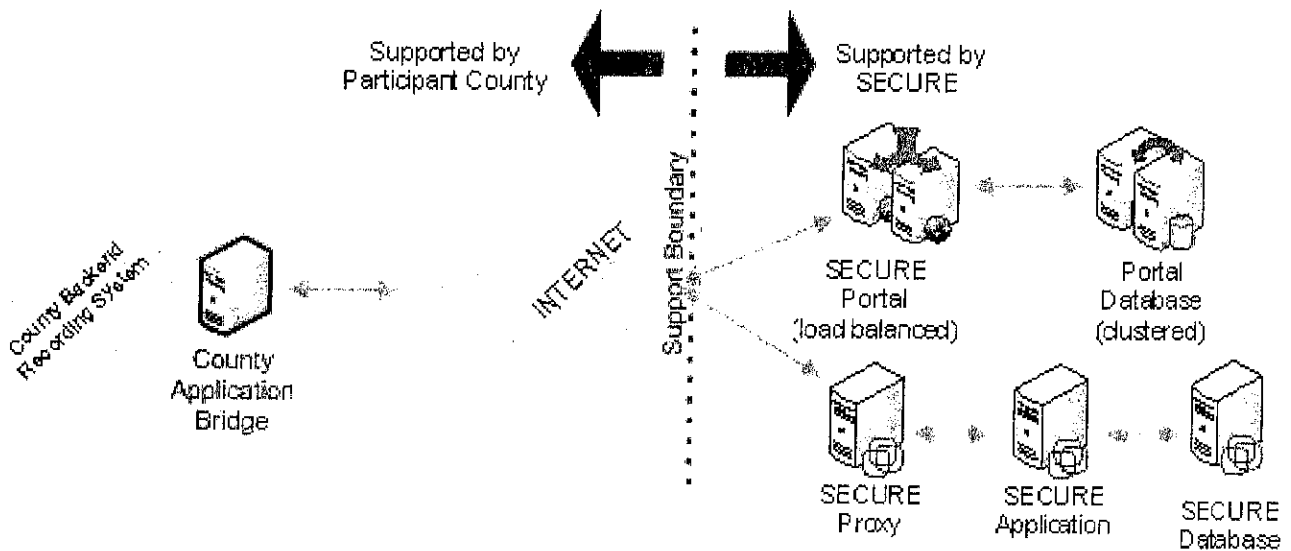 Supported by
Participant County
Supported by
SECURE
County Backend
Recording System
County
Application
Bridge
INTERNET
Support Boundary
SECURE
Portal
(load balanced)
Portal
Database
(clustered)
SECURE
Proxy
SECURE
Application
SECURE
Database